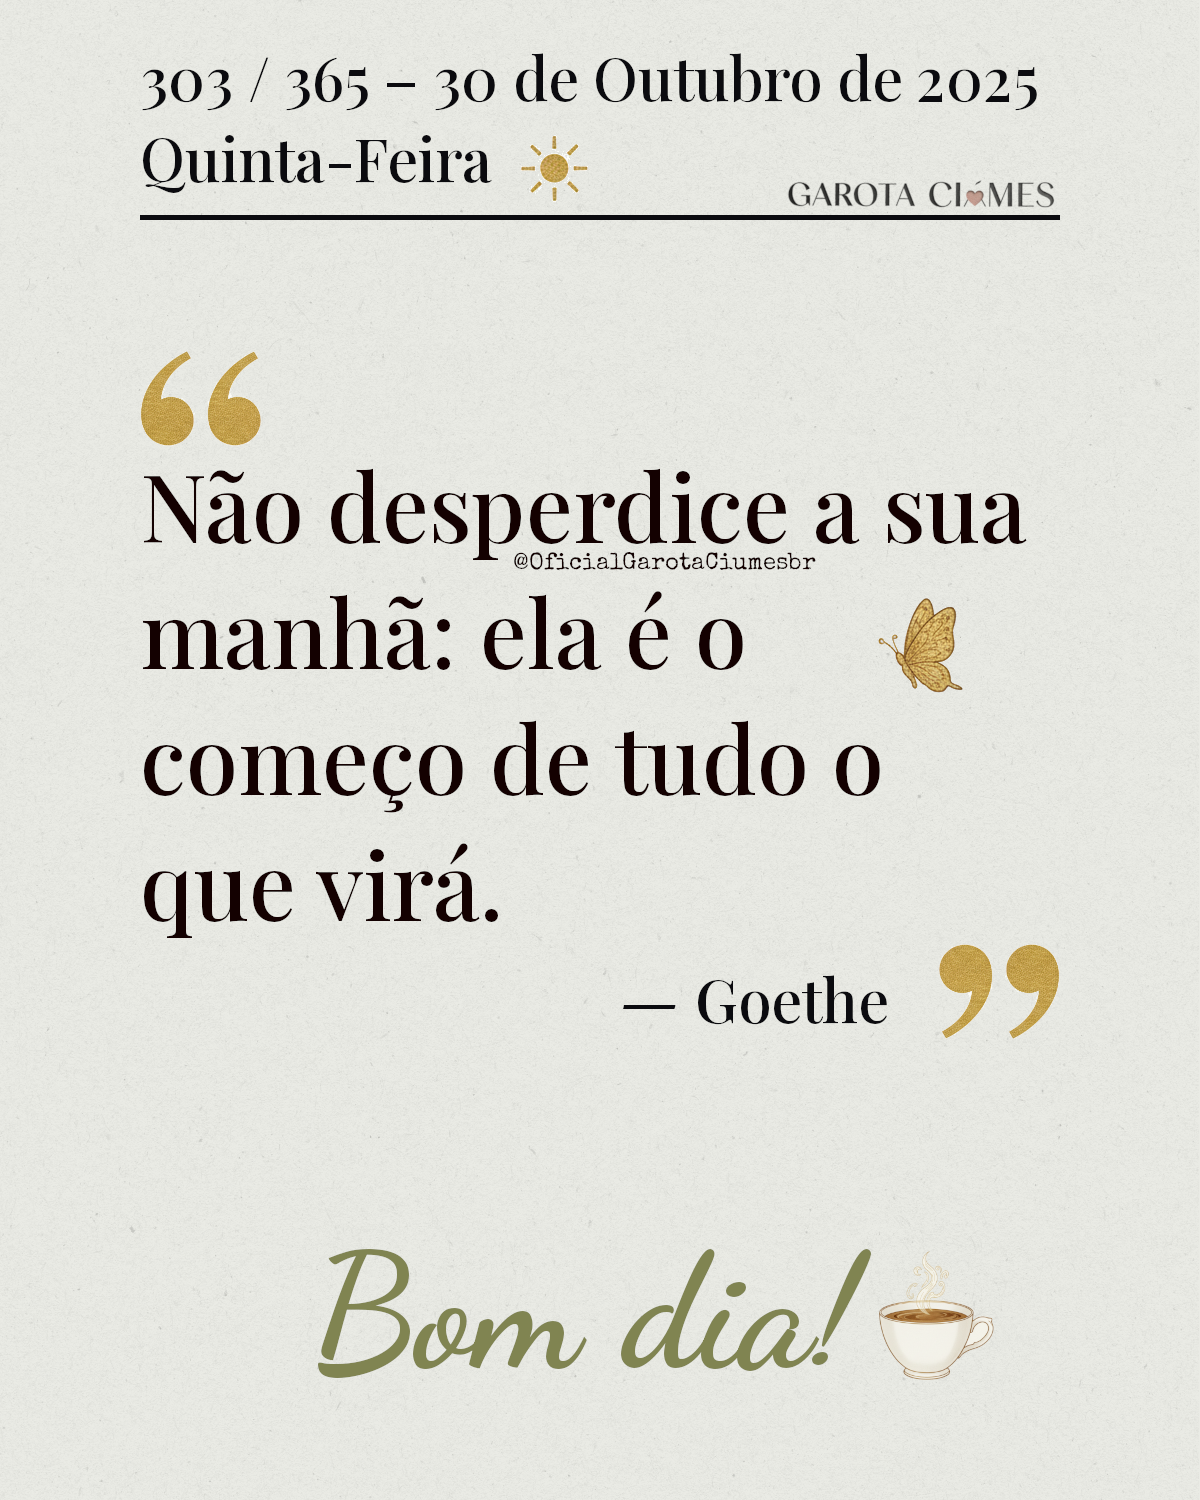 303 / 365 – 30 de Outubro de 2025
Quinta-Feira
GAROTA CIÚMES
“
Não desperdice a sua
@OficialGarotaCiumesbr
manhã: ela é o
começo de tudo o
que virá.
— Goethe ”
Bom dia!